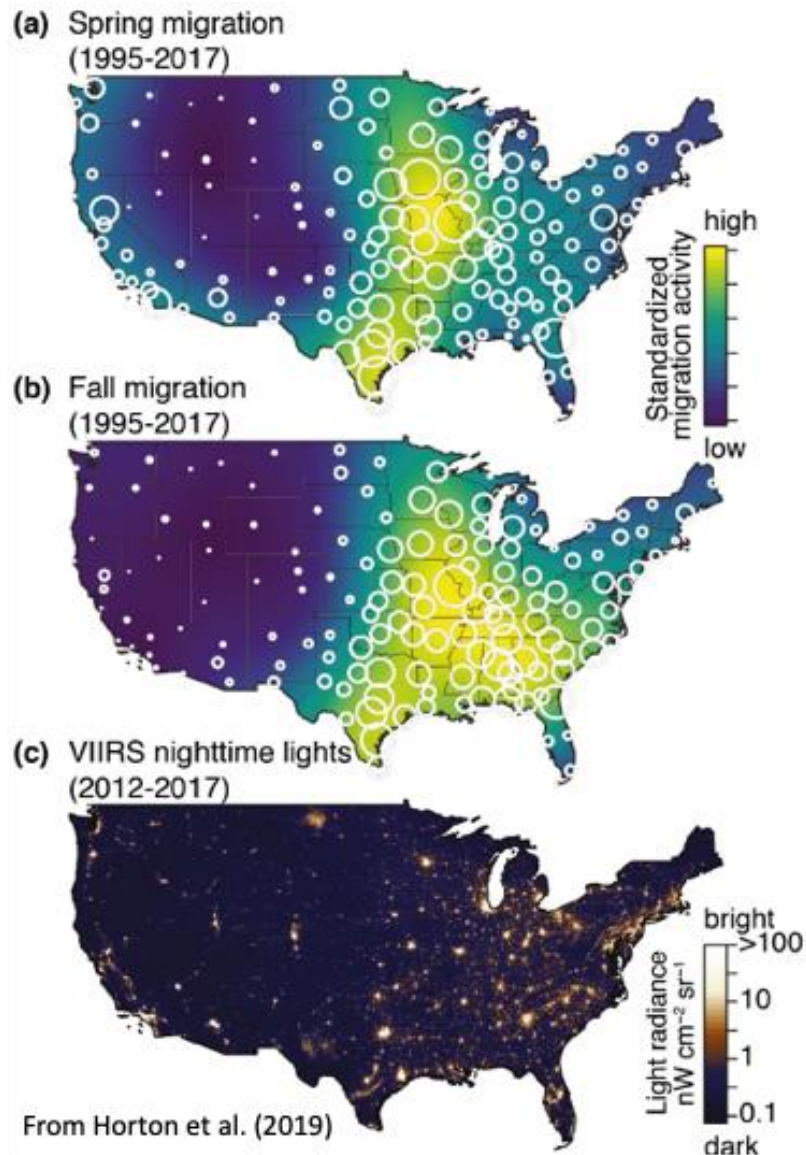 (a) Spring migration
(1995-2017)
high
Standardized
migration activity
low
(b) Fall migration
(1995-2017)
(c) VIIRS nighttime lights
(2012-2017)
bright
>100
10
1
0.1
Light radiance
nW cm⁻² sr⁻¹
dark
From Horton et al. (2019)